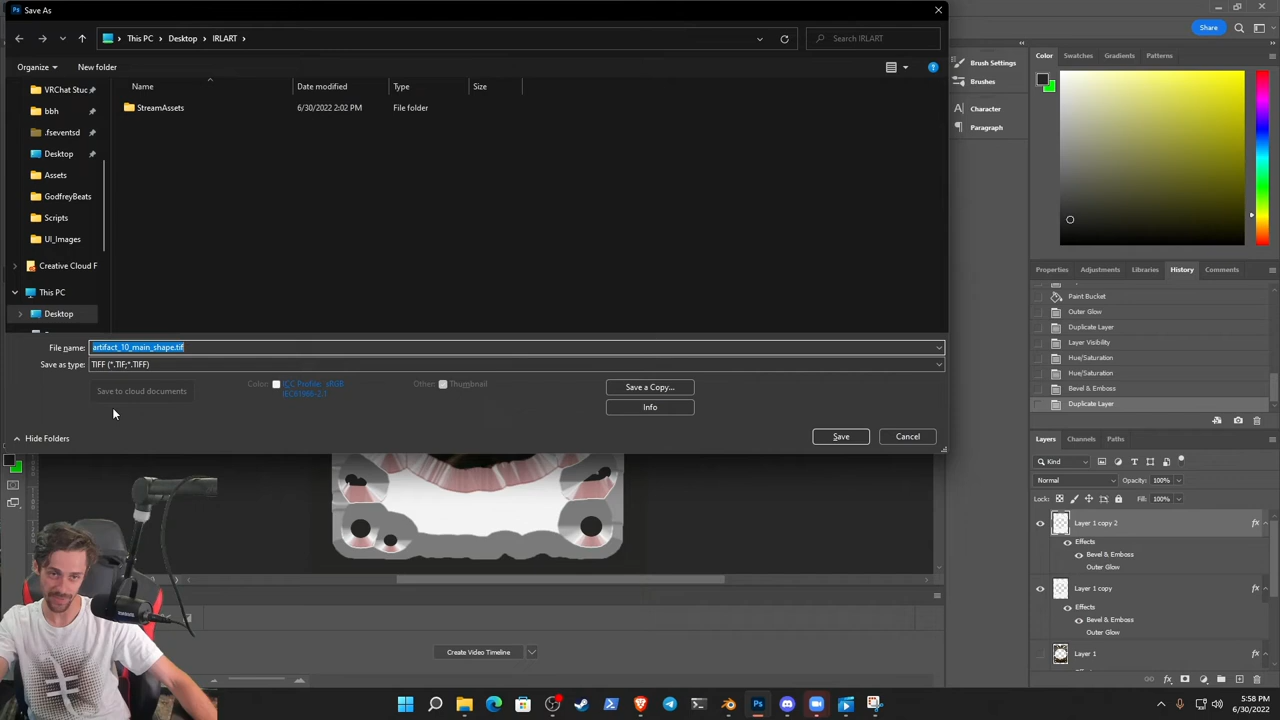 Save As
This PC > Desktop > IRLART >
Search IRLART
Organize
New folder
Share
Name
Date modified
Type
Size
VRChat Stuc
bbh
.fseventsd
Desktop
Assets
GodfreyBeats
Scripts
UI_Images
Creative Cloud F
This PC
Desktop
StreamAssets
6/30/2022 2:02 PM
File folder
File name:
artifact_10_main_shape.tif
Save as type:
TIFF (*.TIF;*.TIFF)
Save to cloud documents
Color:
ICC Profile: sRGB
IEC61966-2.1
Other:
Thumbnail
Save a Copy...
Info
Hide Folders
Save
Cancel
Brush Settings
Brushes
Character
Paragraph
Color
Swatches
Gradients
Patterns
Properties
Adjustments
Libraries
History
Comments
Paint Bucket
Outer Glow
Duplicate Layer
Layer Visibility
Hue/Saturation
Hue/Saturation
Bevel & Emboss
Duplicate Layer
Layers
Channels
Paths
Kind
Normal
Opacity: 100%
Lock:
Fill: 100%
Layer 1 copy 2
fx
Effects
Bevel & Emboss
Outer Glow
Layer 1 copy
fx
Effects
Bevel & Emboss
Outer Glow
Layer 1
fx
Create Video Timeline
5:58 PM
6/30/2022